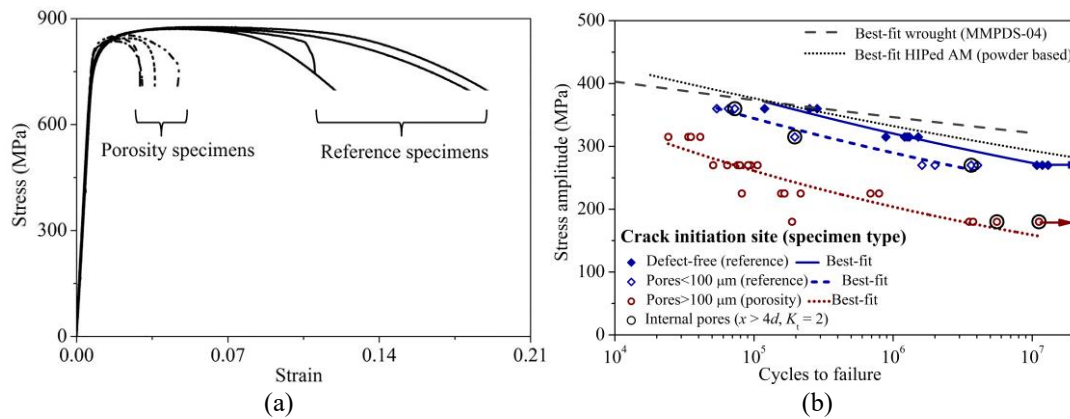 900
600
300
0
Stress (MPa)
0.00
0.07
0.14
0.21
Strain
Porosity specimens
Reference specimens
(a)
500
400
300
200
100
0
Stress amplitude (MPa)
Best-fit wrought (MMPDS-04)
Best-fit HIPed AM (powder based)
Crack initiation site (specimen type)
Defect-free (reference) Best-fit
Pores<100 μm (reference) Best-fit
Pores>100 μm (porosity) Best-fit
Internal pores (x > 4d, Kt = 2)
10^4
10^5
10^6
10^7
Cycles to failure
(b)